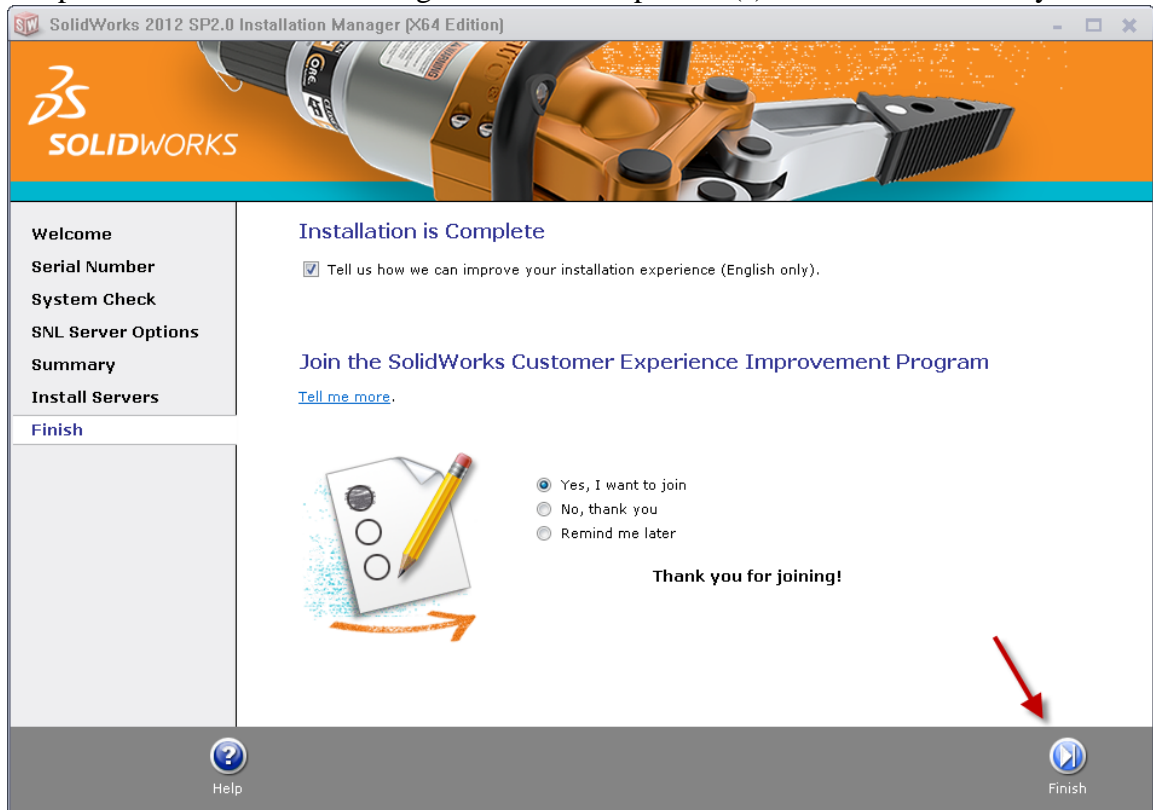 SolidWorks 2012 SP2.0 Installation Manager (X64 Edition)
SOLIDWORKS
Welcome
Serial Number
System Check
SNL Server Options
Summary
Install Servers
Finish
Installation is Complete
Tell us how we can improve your installation experience (English only).
Join the SolidWorks Customer Experience Improvement Program
Tell me more.
Yes, I want to join
No, thank you
Remind me later
Thank you for joining!
Help
Finish